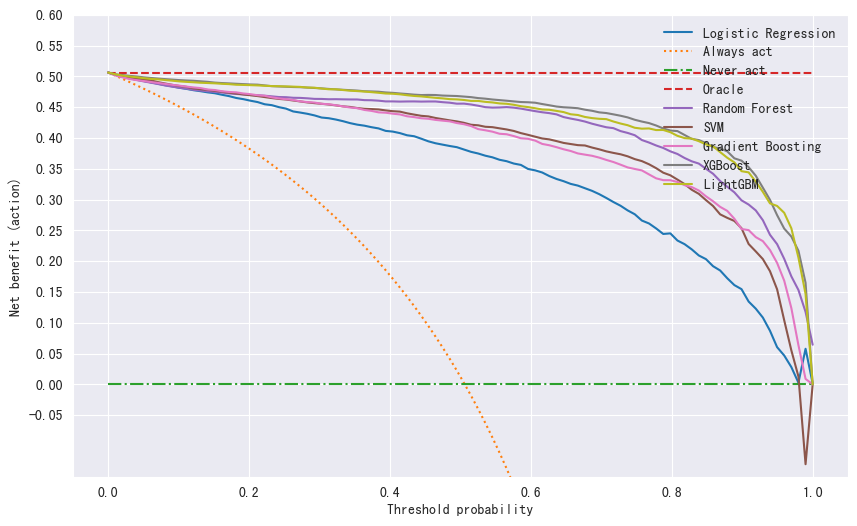 0.60
0.55
0.50
0.45
0.40
0.35
0.30
0.25
0.20
0.15
0.10
0.05
0.00
-0.05
Net benefit (action)
Logistic Regression
Always act
Never act
Oracle
Random Forest
SVM
Gradient Boosting
XGBoost
LightGBM
0.0 0.2 0.4 0.6 0.8 1.0
Threshold probability